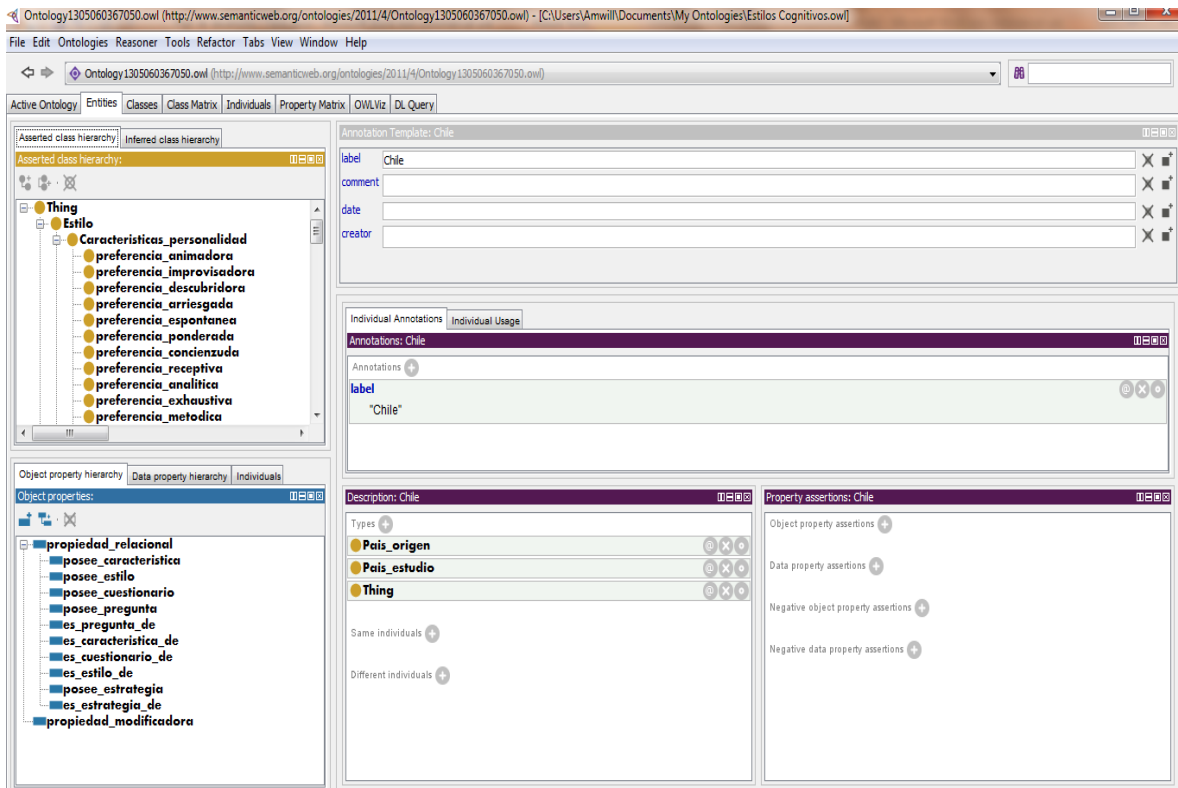 Ontology1305060367050.owl (http://www.semanticweb.org/ontologies/2011/4/Ontology1305060367050.owl) - [C:\Users\Amwill\Documents\My Ontologies\Estilos Cognitivos.owl]
File Edit Ontologies Reasoner Tools Refactor Tabs View Window Help
Ontology1305060367050.owl (http://www.semanticweb.org/ontologies/2011/4/Ontology1305060367050.owl)
Active Ontology Entities Classes Class Matrix Individuals Property Matrix OWLViz DL Query
Asserted class hierarchy Inferred class hierarchy
Asserted class hierarchy:
Thing
Estilo
Caracteristicas_personalidad
preferencia_animadora
preferencia_improvisadora
preferencia_descubridora
preferencia_arriesgada
preferencia_espontanea
preferencia_ponderada
preferencia_concienzuda
preferencia_receptiva
preferencia_analitica
preferencia_exhaustiva
preferencia_metodica
Object property hierarchy Data property hierarchy Individuals
Object properties:
propiedad_relacional
posee_caracteristica
posee_estilo
posee_cuestionario
posee_pregunta
es_pregunta_de
es_caracteristica_de
es_cuestionario_de
es_estilo_de
posee_estrategia
es_estrategia_de
propiedad_modificadora
Annotation Template: Chile
label Chile
comment
date
creator
Individual Annotations Individual Usage
Annotations: Chile
Annotations
label
"Chile"
Description: Chile
Types
Pais_origen
Pais_estudio
Thing
Same individuals
Different individuals
Property assertions: Chile
Object property assertions
Data property assertions
Negative object property assertions
Negative data property assertions